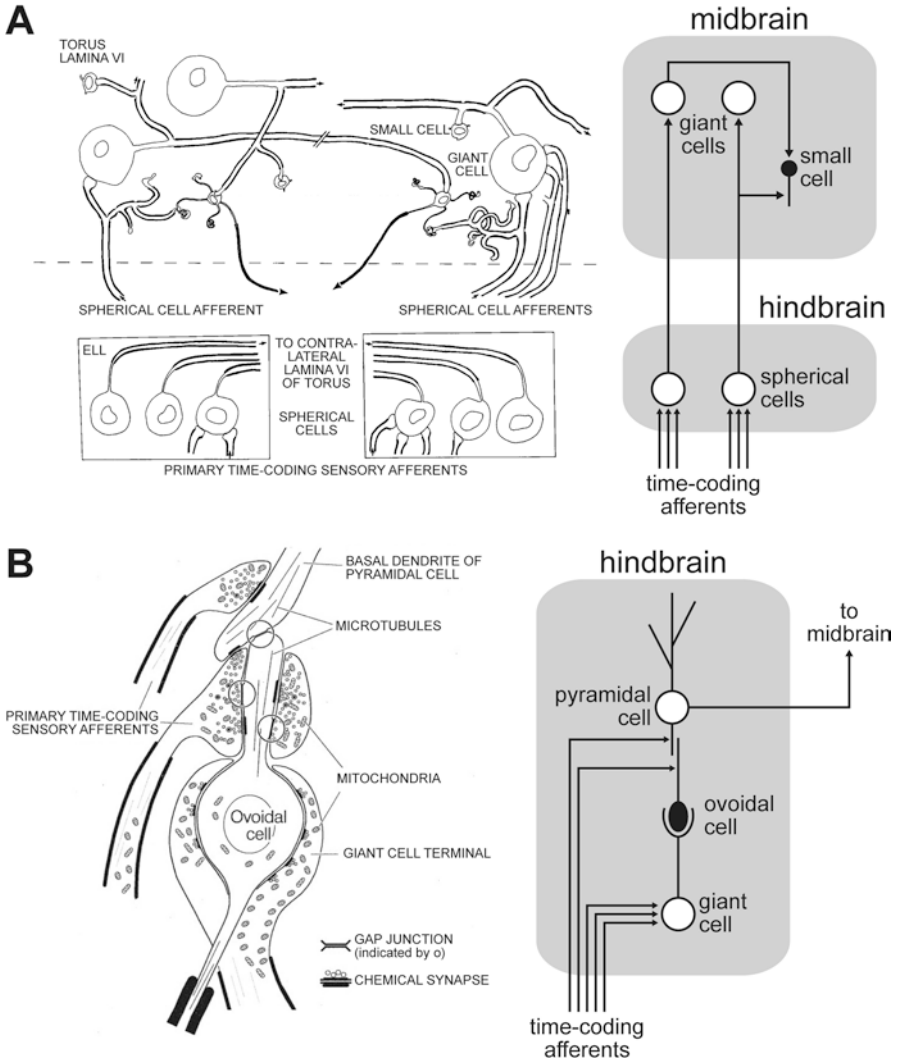 A
TORUS
LAMINA VI
SMALL CELL
GIANT
CELL
SPHERICAL CELL AFFERENT
SPHERICAL CELL AFFERENTS
ELL
TO CONTRA-
LATERAL
LAMINA VI
OF TORUS
SPHERICAL
CELLS
PRIMARY TIME-CODING SENSORY AFFERENTS
midbrain
giant
cells
small
cell
hindbrain
spherical
cells
time-coding
afferents
B
BASAL DENDRITE OF
PYRAMIDAL CELL
MICROTUBULES
PRIMARY TIME-CODING
SENSORY AFFERENTS
MITOCHONDRIA
Ovoidal
cell
GIANT CELL TERMINAL
GAP JUNCTION
(indicated by o)
CHEMICAL SYNAPSE
hindbrain
to
midbrain
pyramidal
cell
ovoidal
cell
giant
cell
time-coding
afferents